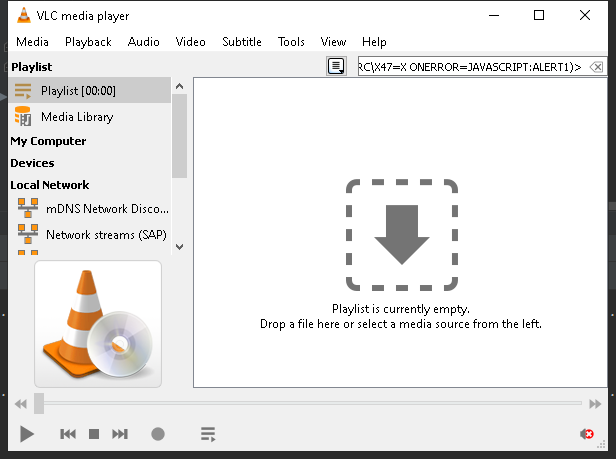 VLC media player
Media Playback Audio Video Subtitle Tools View Help
Playlist
RC\X47=X ONERROR=JAVASCRIPT:ALERT1)>
Playlist [00:00]
Media Library
My Computer
Devices
Local Network
mDNS Network Disco...
Network streams (SAP)
Playlist is currently empty.
Drop a file here or select a media source from the left.